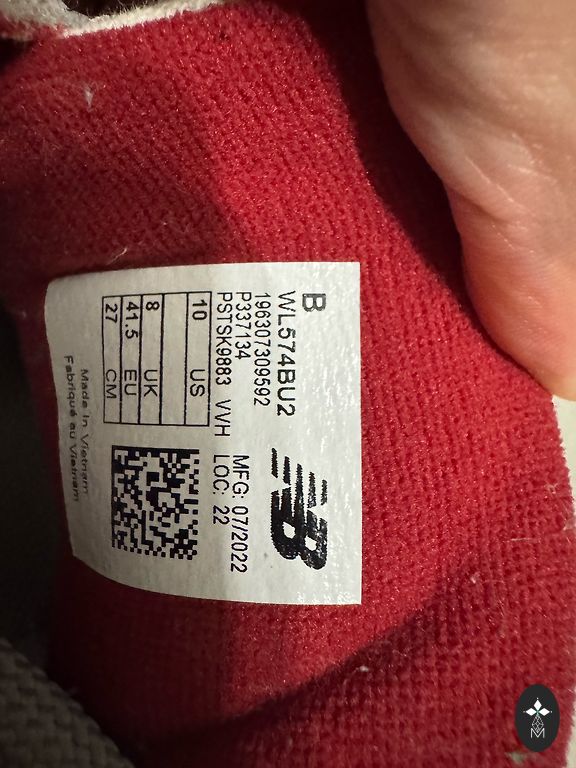 B
WL574BU2
196307309592
P337134
PSTSK9883 VVH
MFG: 07/2022
LOC: 22
10 US
8 UK
41.5 EU
27 CM
Made in Vietnam
Fabriqué au Vietnam
NB
M